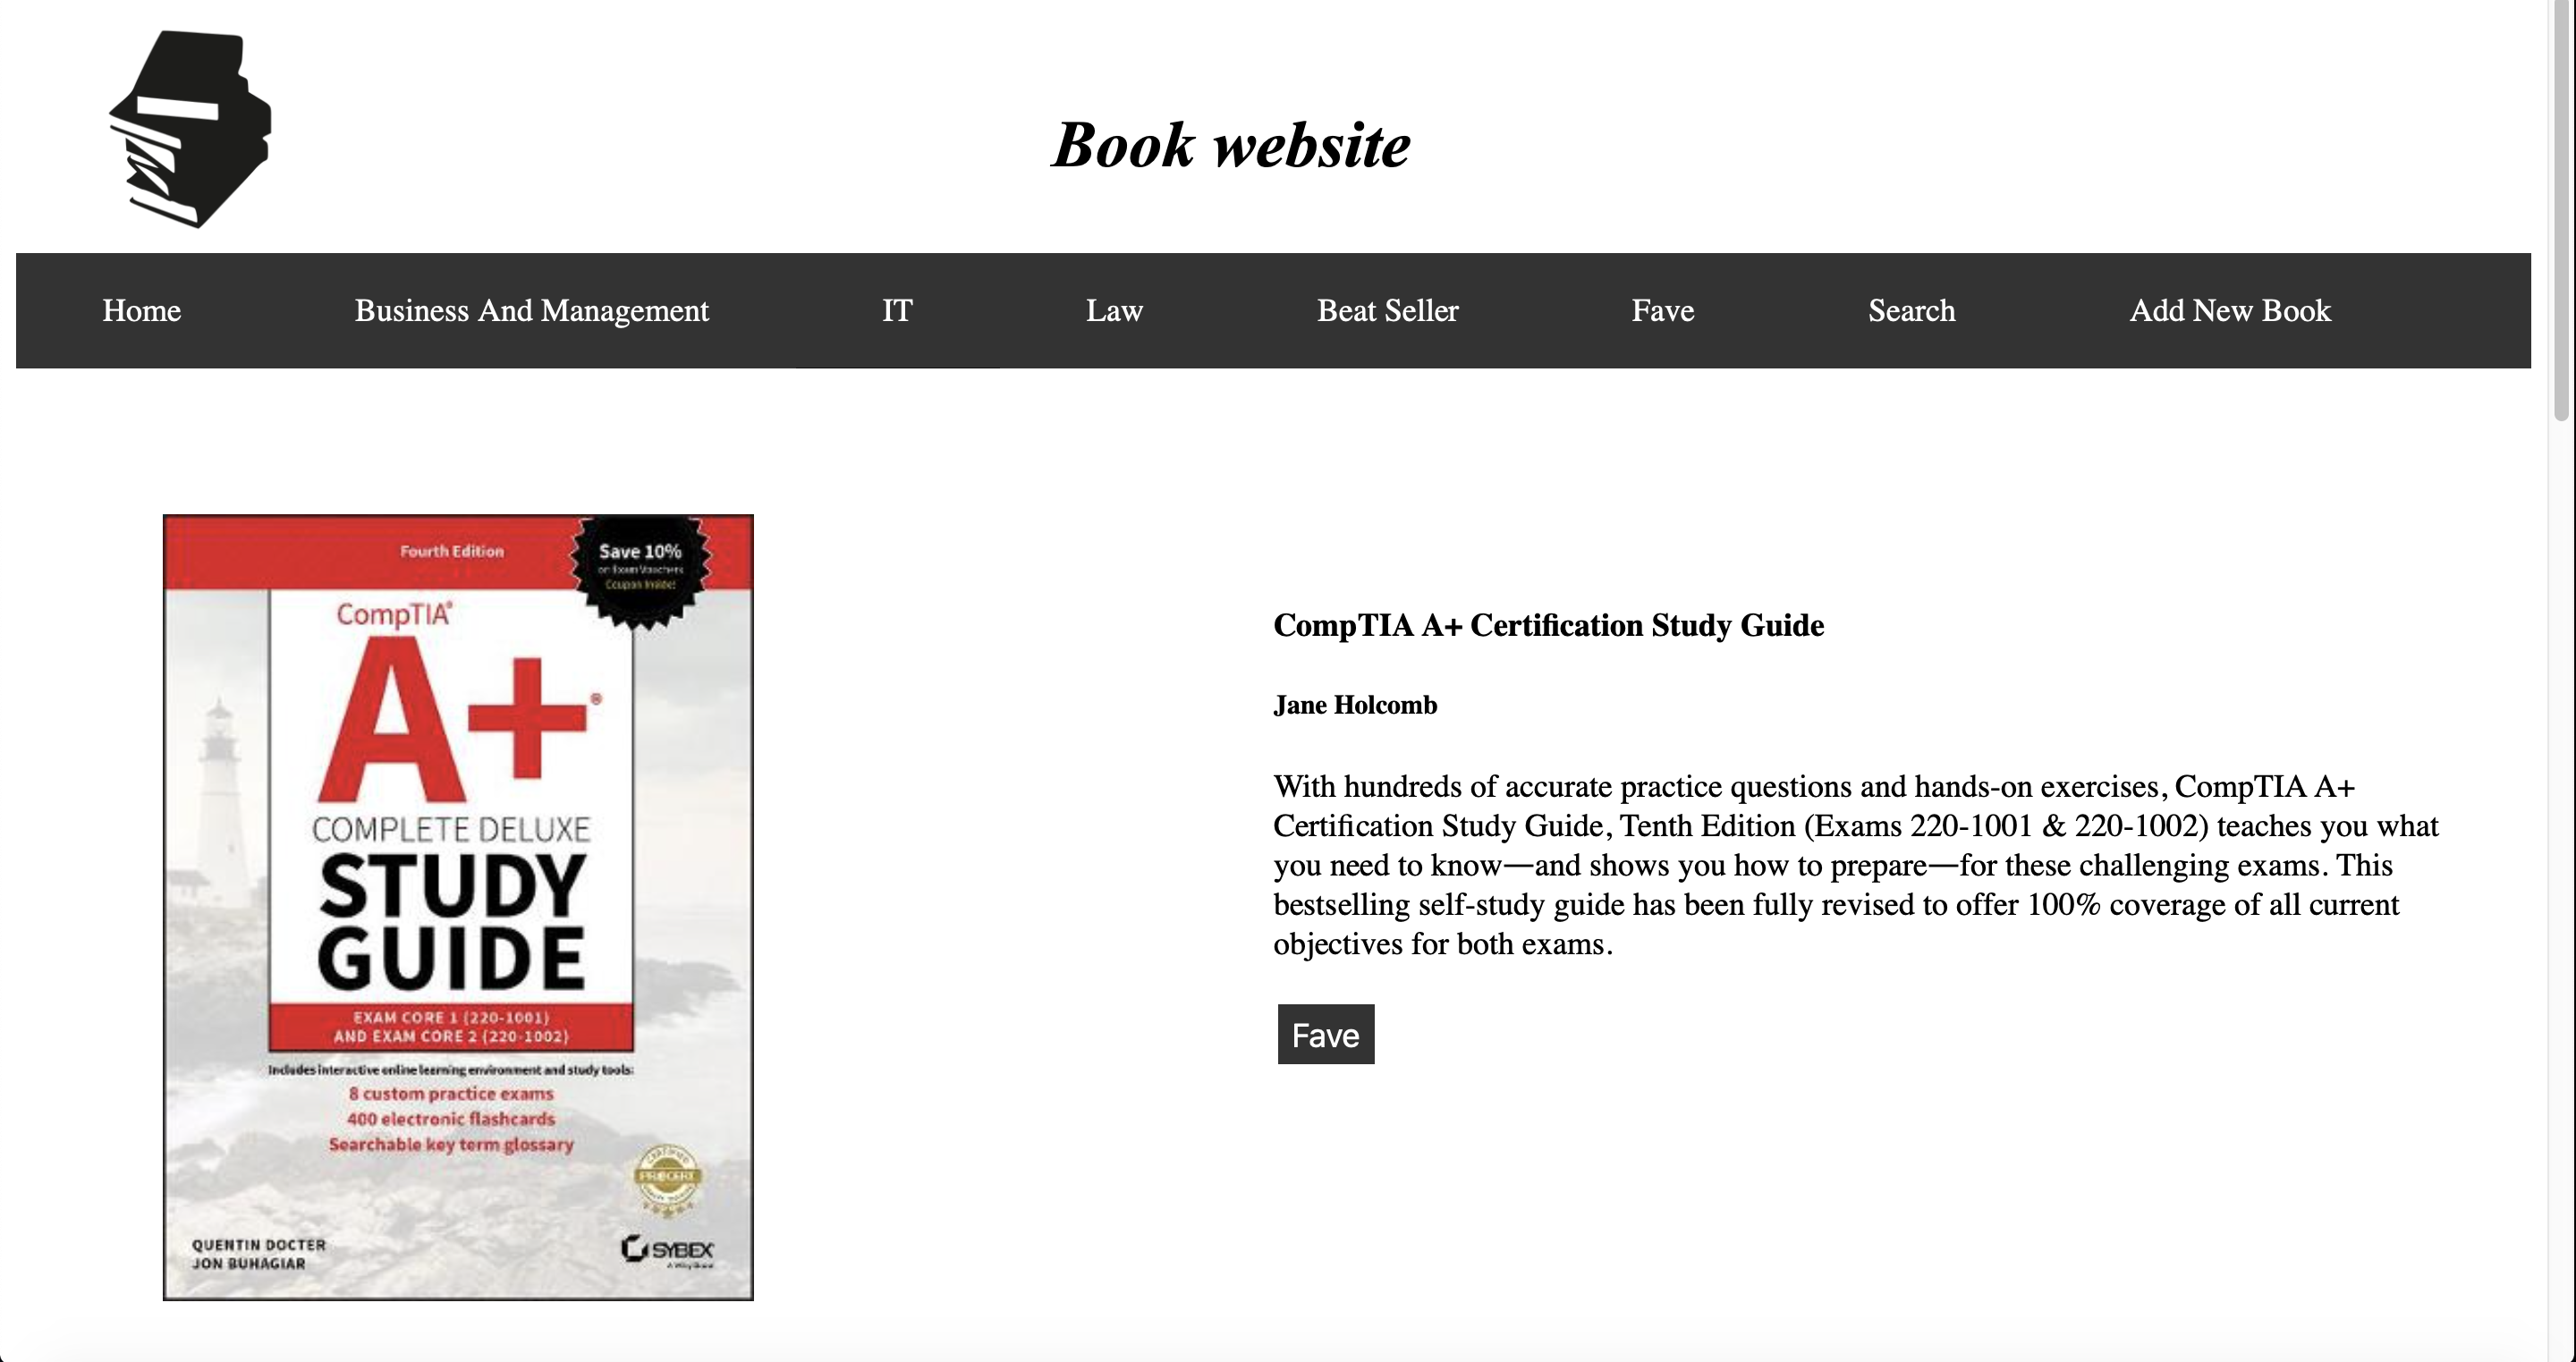 Book website
Home Business And Management IT Law Beat Seller Fave Search Add New Book
Fourth Edition
Save 10%
on Exam Vouchers
Coupon Inside!
CompTIA®
A+®
COMPLETE DELUXE
STUDY
GUIDE
EXAM CORE 1 (220-1001)
AND EXAM CORE 2 (220-1002)
Includes interactive online learning environment and study tools:
8 custom practice exams
400 electronic flashcards
Searchable key term glossary
QUENTIN DOCTER
JON BUHAGIAR
SYBEX
CompTIA A+ Certification Study Guide
Jane Holcomb
With hundreds of accurate practice questions and hands-on exercises, CompTIA A+
Certification Study Guide, Tenth Edition (Exams 220-1001 & 220-1002) teaches you what
you need to know—and shows you how to prepare—for these challenging exams. This
bestselling self-study guide has been fully revised to offer 100% coverage of all current
objectives for both exams.
Fave